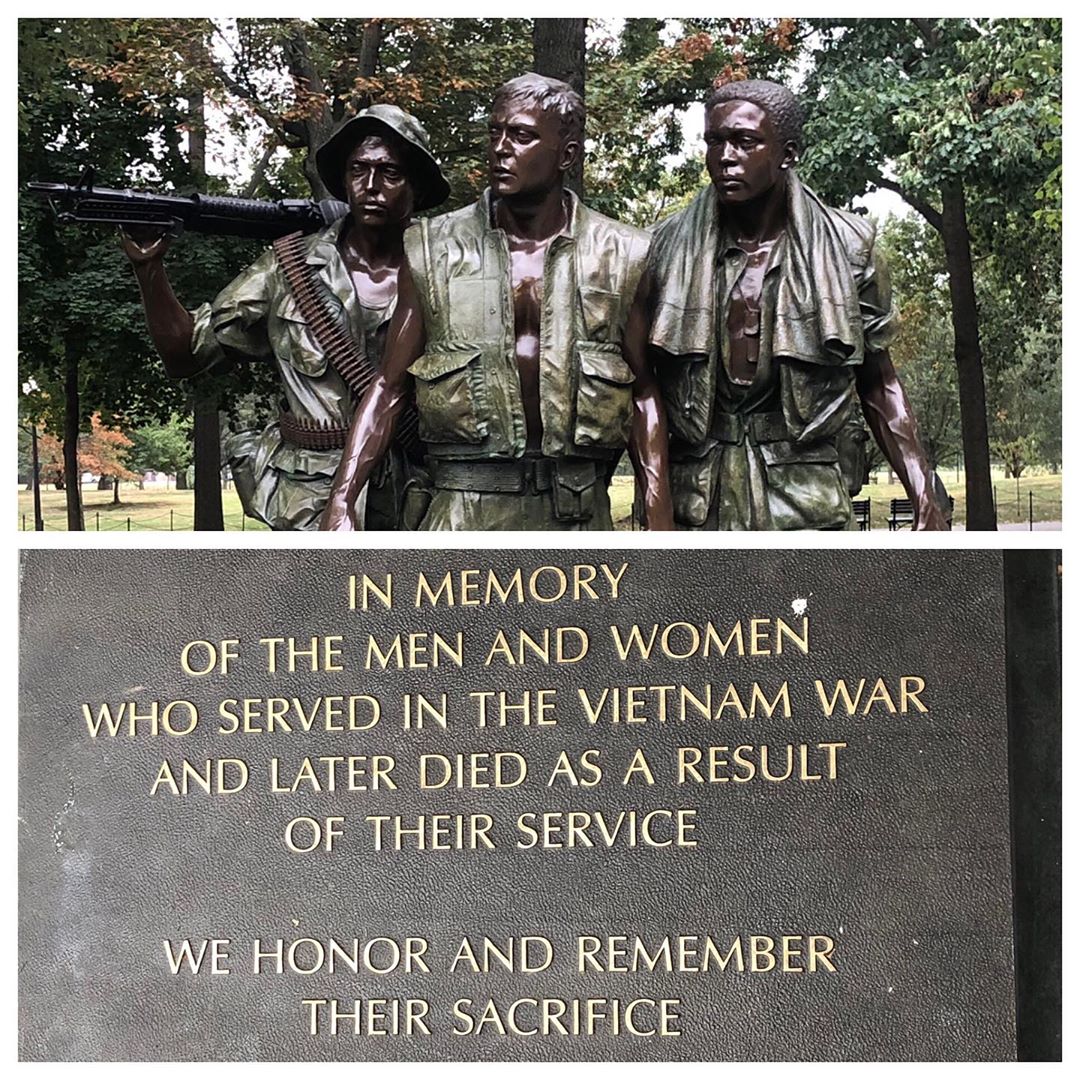 IN MEMORY
OF THE MEN AND WOMEN
WHO SERVED IN THE VIETNAM WAR
AND LATER DIED AS A RESULT
OF THEIR SERVICE
WE HONOR AND REMEMBER
THEIR SACRIFICE